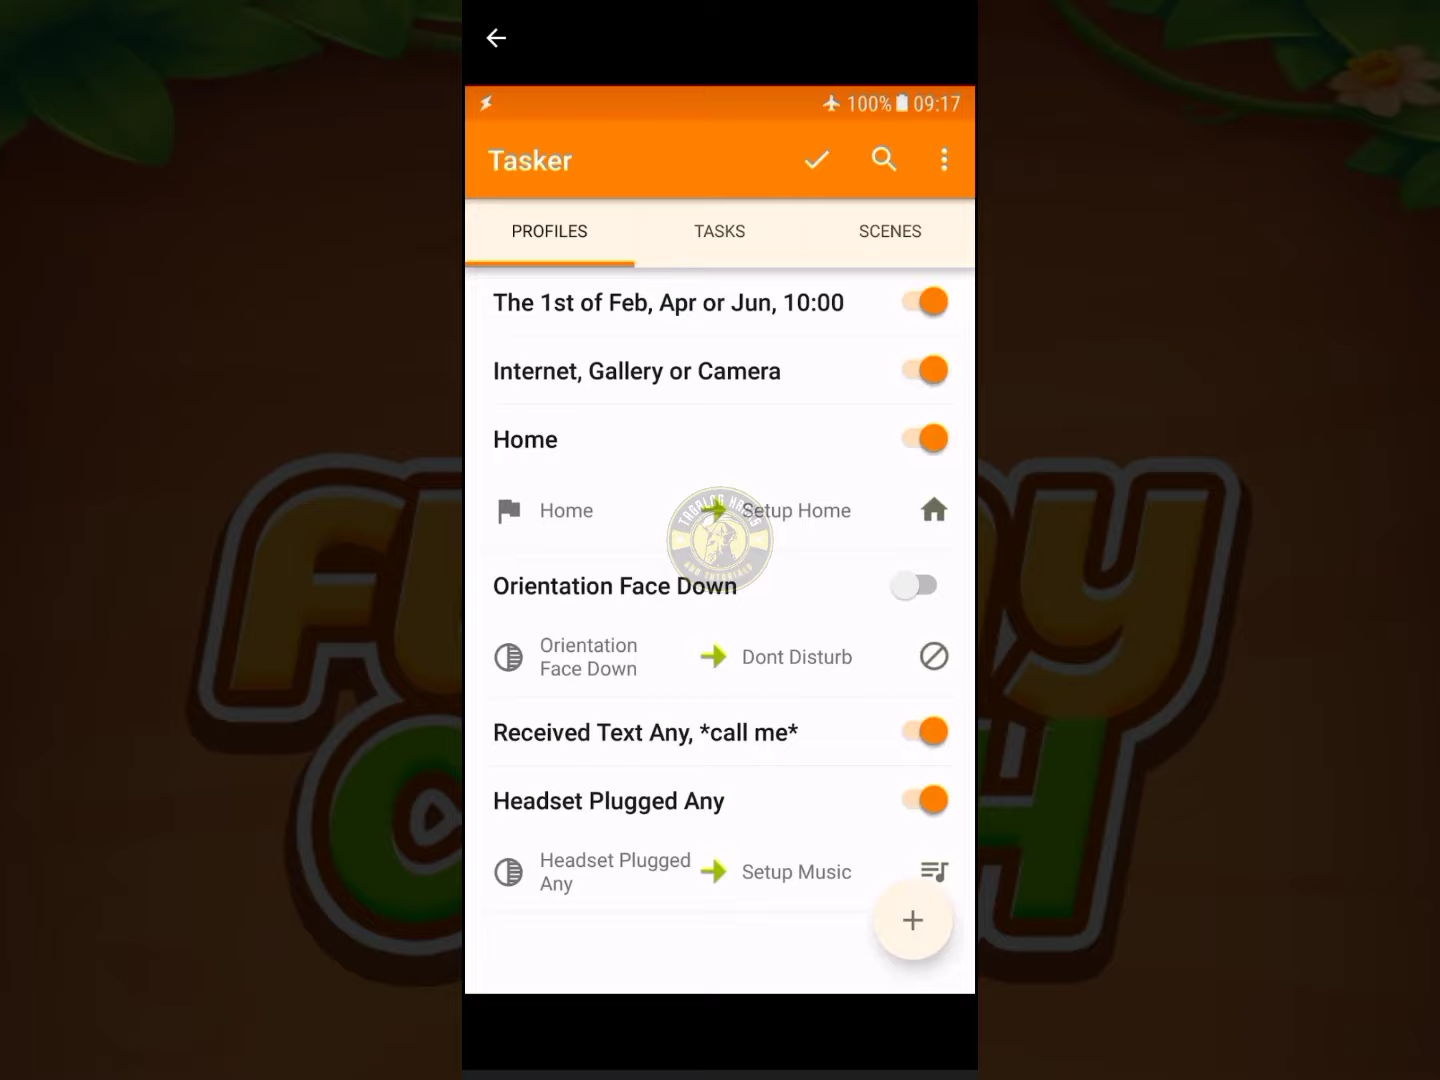 100% 09:17
Tasker
PROFILES TASKS SCENES
The 1st of Feb, Apr or Jun, 10:00
Internet, Gallery or Camera
Home
Home Setup Home
Orientation Face Down
Orientation
Face Down
Dont Disturb
Received Text Any, *call me*
Headset Plugged Any
Headset Plugged
Any
Setup Music
AND TUTORIALS